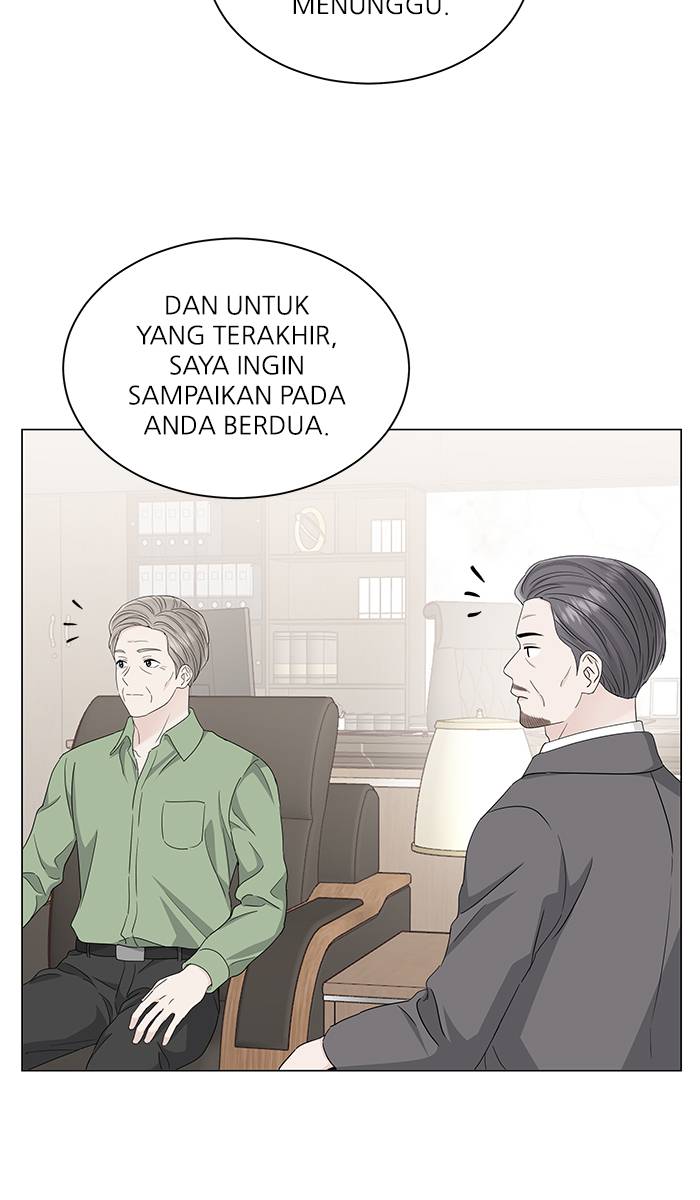 MENUNGGU.
DAN UNTUK
YANG TERAKHIR,
SAYA INGIN
SAMPAIKAN PADA
ANDA BERDUA.